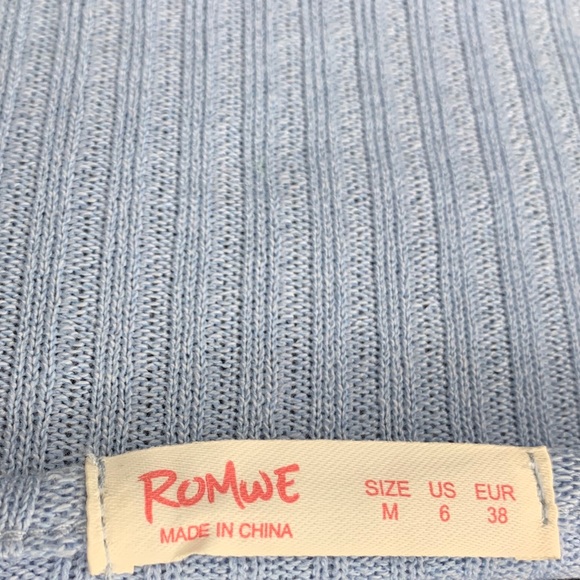 ROMWE
MADE IN CHINA
SIZE US EUR
M 6 38